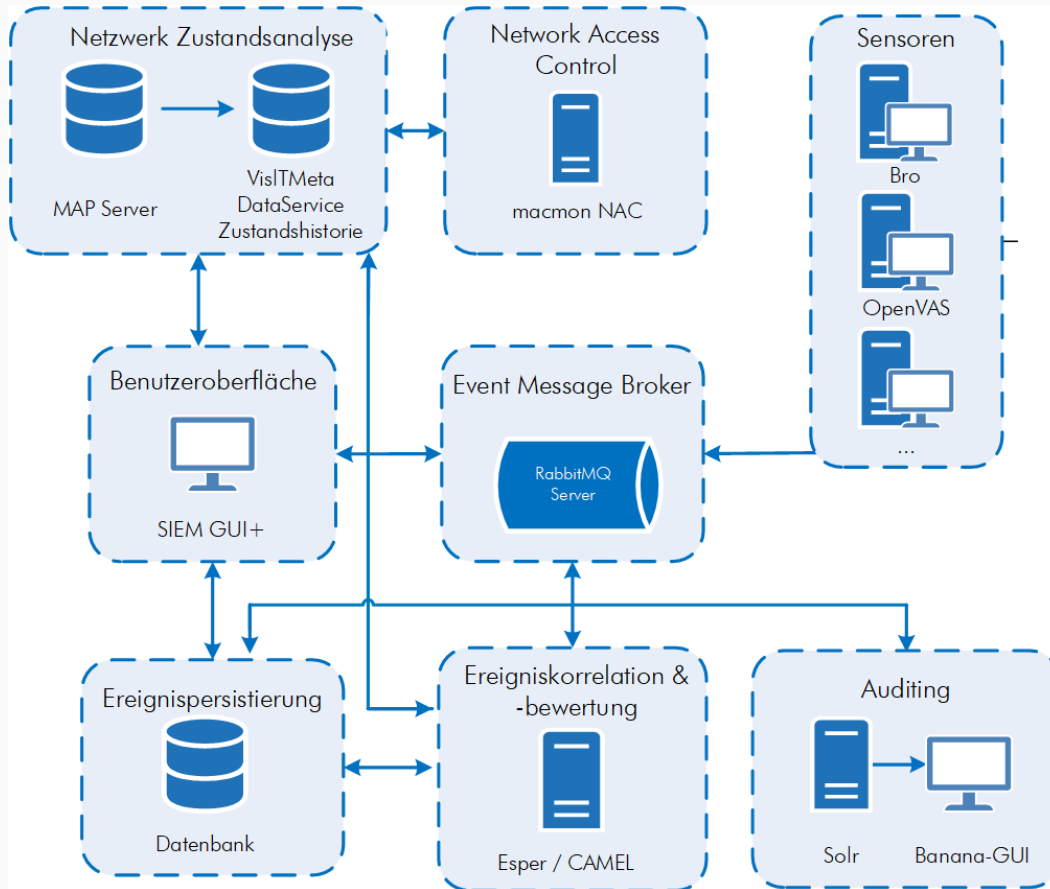 Netzwerk Zustandsanalyse
MAP Server
VisITMeta
DataService
Zustandshistorie
Network Access
Control
macmon NAC
Sensoren
Bro
OpenVAS
...
Benutzeroberfläche
SIEM GUI+
Event Message Broker
RabbitMQ
Server
Ereignispersistierung
Datenbank
Ereigniskorrelation &
-bewertung
Esper / CAMEL
Auditing
Solr
Banana-GUI